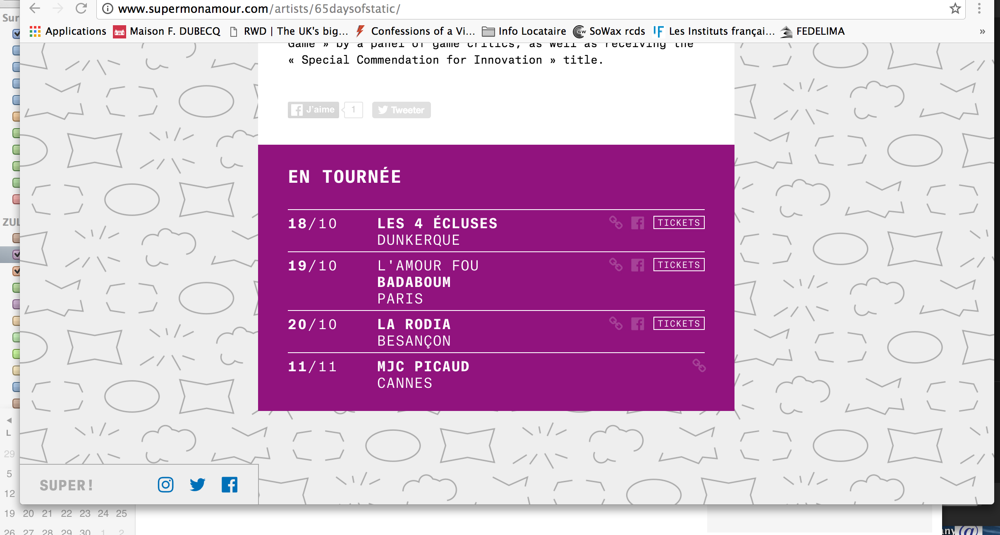 Sur
www.supermonamour.com/artists/65daysofstatic/
Applications Maison F. DUBECQ RWD | The UK's big... Confessions of a Vi... Info Locataire SoWax rcds Les Instituts françai... FEDELIMA »
Game » by a panel of game critics, as well as receiving the
« Special Commendation for Innovation » title.
J'aime 1 Tweeter
EN TOURNÉE
18/10 LES 4 ÉCLUSES TICKETS
DUNKERQUE
ZUL
19/10 L'AMOUR FOU TICKETS
BADABOUM
PARIS
20/10 LA RODIA TICKETS
BESANÇON
11/11 MJC PICAUD
CANNES
L
29
5
SUPER!
12
19 20 21 22 23 24 25
26 27 28 29 30 1 2
any @